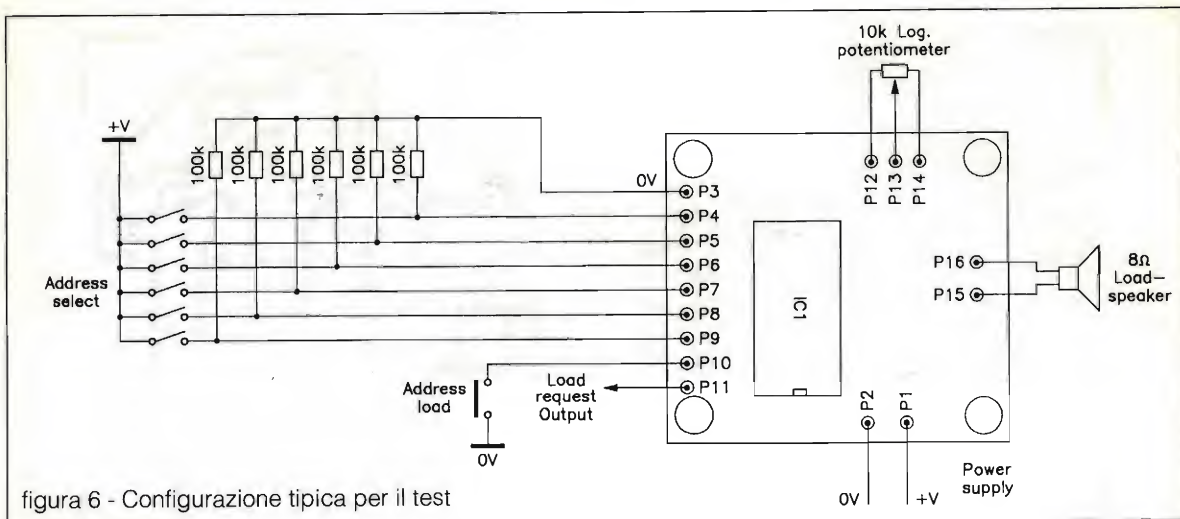 10k Log.
potentiometer
+V
100k
100k
100k
100k
100k
100k
0V
P3
P4
P5
P6
P7
P8
P9
P10
P11
P12
P13
P14
P16
P15
8Ω
Load–
speaker
IC1
Address
select
Address
load
0V
Load
request
Output
P2
P1
Power
supply
0V
+V
figura 6 - Configurazione tipica per il test